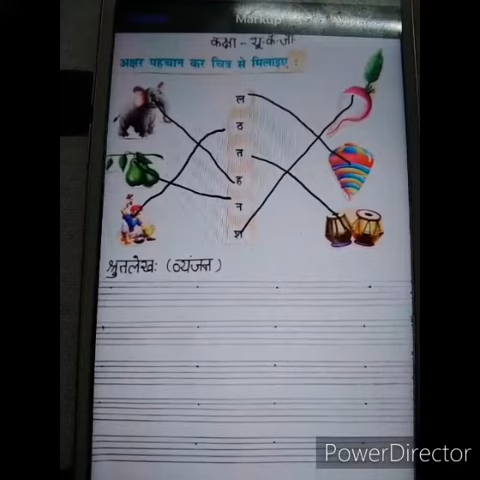 Markup
कक्षा - यू.के.जी
अक्षर पहचान कर चित्र से मिलाइए :
ल
ठ
त
ह
न
श
श्रुतलेखः (व्यंजन)
PowerDirector